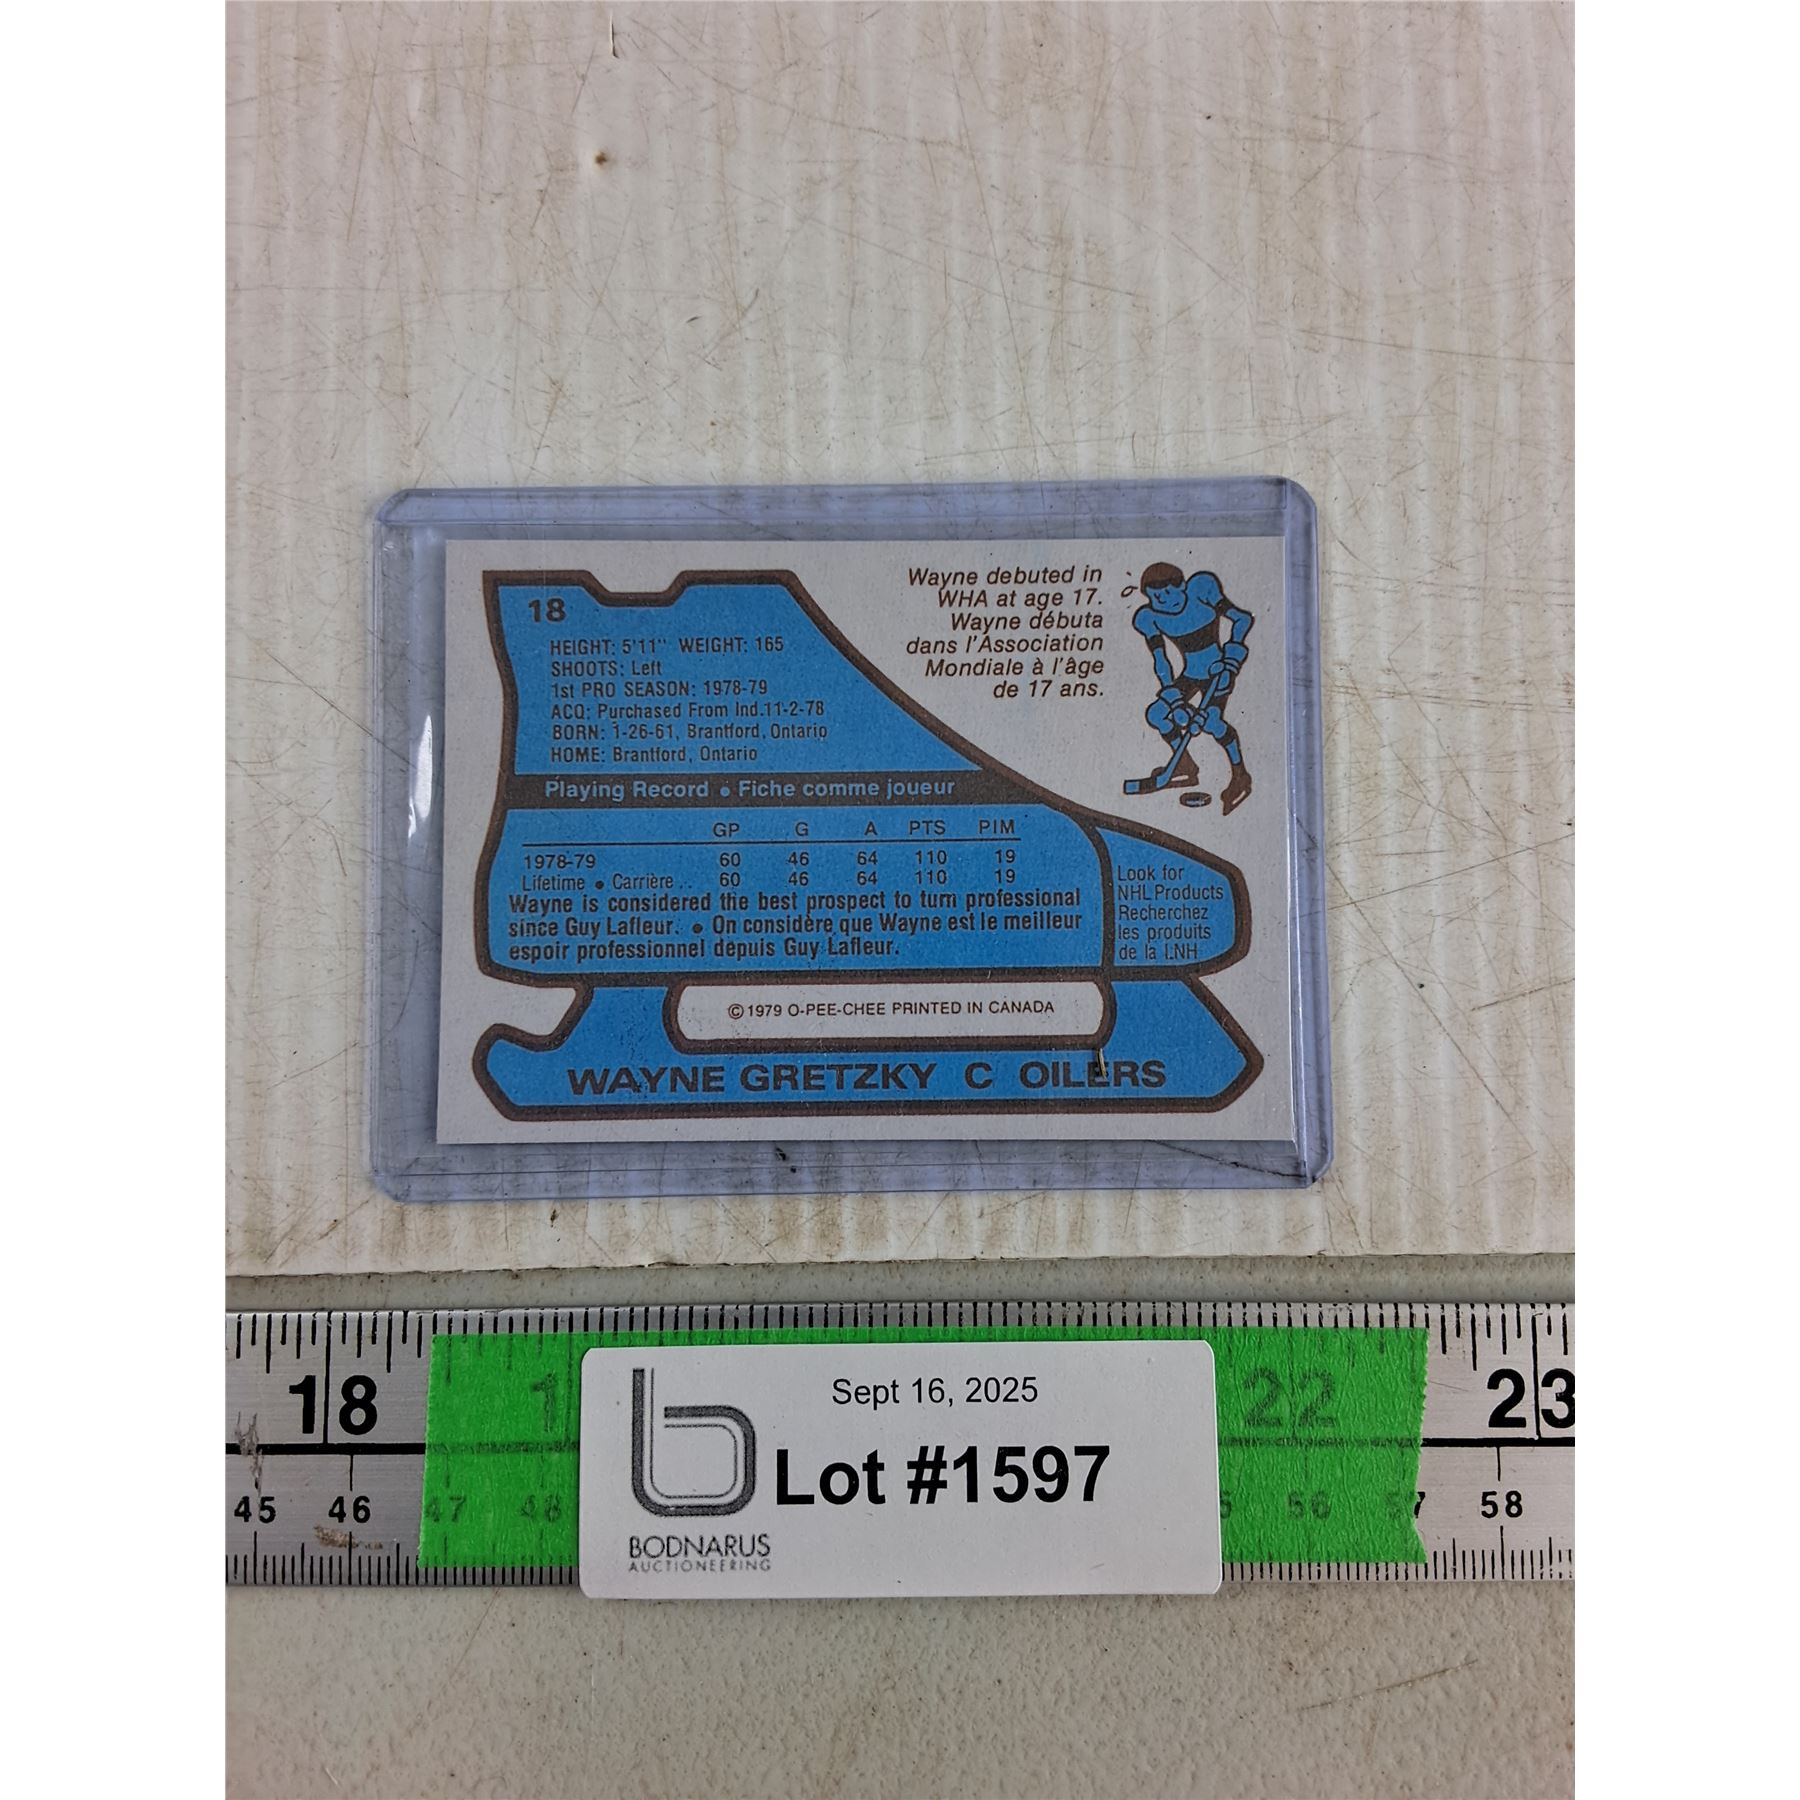 18
HEIGHT: 5'11" WEIGHT: 165
SHOOTS: Left
1st PRO SEASON: 1978-79
ACQ: Purchased From Ind.11-2-78
BORN: 1-26-61, Brantford, Ontario
HOME: Brantford, Ontario
Wayne debuted in
WHA at age 17.
Wayne débuta
dans l'Association
Mondiale à l'âge
de 17 ans.
Playing Record • Fiche comme joueur
GP G A PTS PIM
1978-79 60 46 64 110 19
Lifetime • Carrière .. 60 46 64 110 19
Wayne is considered the best prospect to turn professional
since Guy Lafleur. • On considère que Wayne est le meilleur
espoir professionnel depuis Guy Lafleur.
Look for
NHL Products
Recherchez
les produits
de la LNH
©1979 O-PEE-CHEE PRINTED IN CANADA
WAYNE GRETZKY C OILERS
18 1 22 23
Sept 16, 2025
Lot #1597
BODNARUS
AUCTIONEERING
45 46 47 48 56 57 58